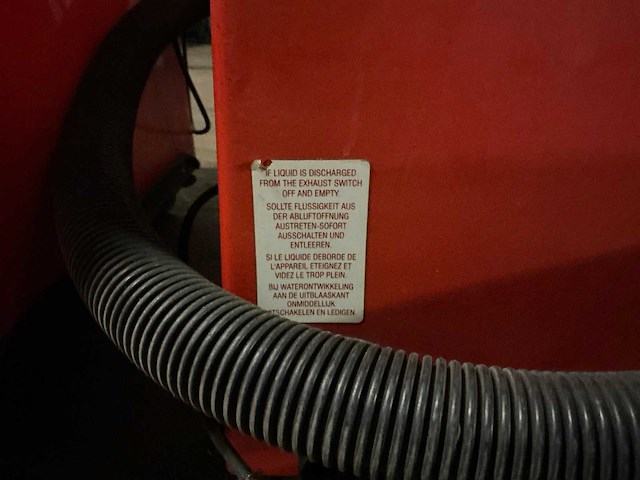 IF LIQUID IS DISCHARGED
FROM THE EXHAUST SWITCH
OFF AND EMPTY.
SOLLTE FLUSSIGKEIT AUS
DER ABLUFTOFFNUNG
AUSTRETEN-SOFORT
AUSSCHALTEN UND
ENTLEEREN.
SI LE LIQUIDE DEBORDE DE
L'APPAREIL ETEIGNEZ ET
VIDEZ LE TROP PLEIN.
BIJ WATERONTWIKKELING
AAN DE UITBLAASKANT
ONMIDDELLIJK
EN LEDIGEN